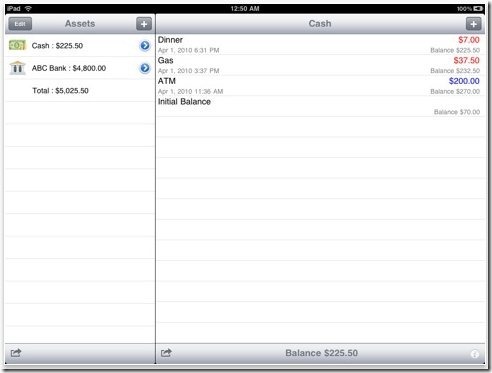 iPad 12:50 AM 100%
Edit Assets + Cash +
Cash : $225.50
ABC Bank : $4,800.00
Total : $5,025.50
Dinner $7.00
Apr 1, 2010 6:31 PM Balance $225.50
Gas $37.50
Apr 1, 2010 3:37 PM Balance $232.50
ATM $200.00
Apr 1, 2010 11:36 AM Balance $270.00
Initial Balance
Balance $70.00
Balance $225.50